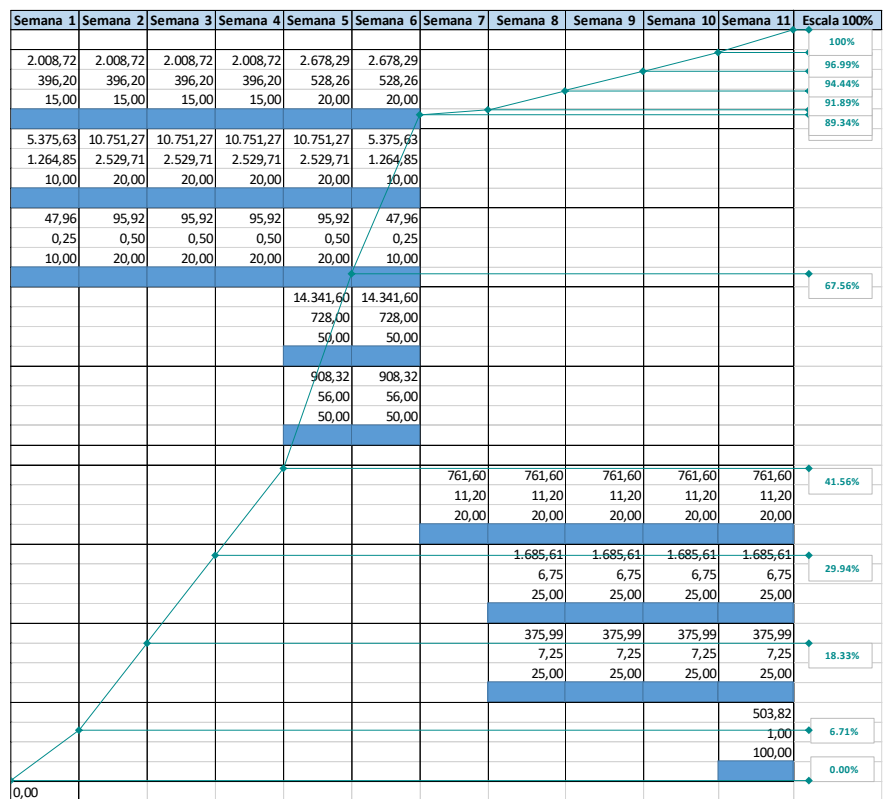 Semana 1 Semana 2 Semana 3 Semana 4 Semana 5 Semana 6 Semana 7 Semana 8 Semana 9 Semana 10 Semana 11 Escala 100%
100%
2.008,72 2.008,72 2.008,72 2.008,72 2.678,29 2.678,29
96.99%
396,20 396,20 396,20 396,20 528,26 528,26
94.44%
15,00 15,00 15,00 15,00 20,00 20,00
91.89%
89.34%
5.375,63 10.751,27 10.751,27 10.751,27 10.751,27 5.375,63
1.264,85 2.529,71 2.529,71 2.529,71 2.529,71 1.264,85
10,00 20,00 20,00 20,00 20,00 10,00
47,96 95,92 95,92 95,92 95,92 47,96
0,25 0,50 0,50 0,50 0,50 0,25
10,00 20,00 20,00 20,00 20,00 10,00
67.56%
14.341,60 14.341,60
728,00 728,00
50,00 50,00
908,32 908,32
56,00 56,00
50,00 50,00
761,60 761,60 761,60 761,60 761,60
41.56%
11,20 11,20 11,20 11,20 11,20
20,00 20,00 20,00 20,00 20,00
1.685,61 1.685,61 1.685,61 1.685,61
29.94%
6,75 6,75 6,75 6,75
25,00 25,00 25,00 25,00
375,99 375,99 375,99 375,99
7,25 7,25 7,25 7,25
18.33%
25,00 25,00 25,00 25,00
503,82
1,00
6.71%
100,00
0.00%
0,00